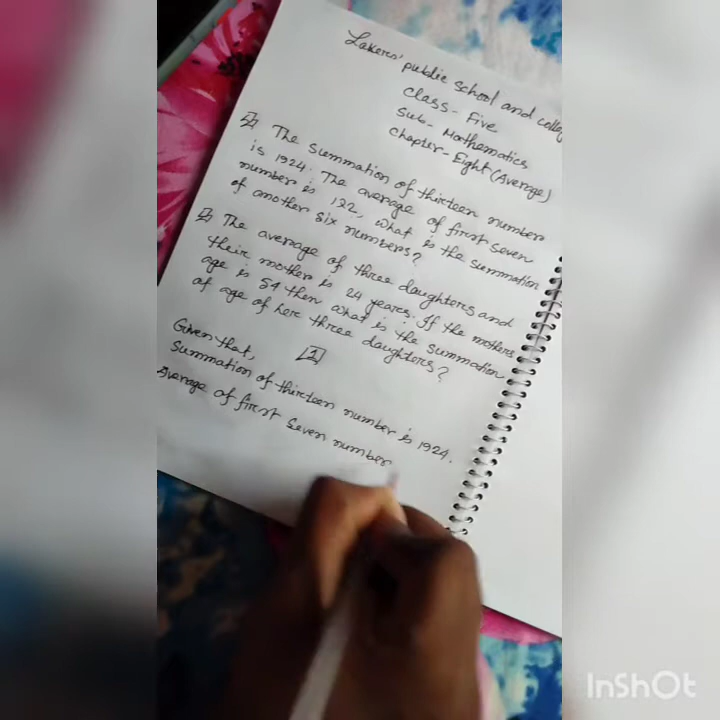 Lakers' public school and colleg
Class - Five
Sub - Mathematics
Chapter - Eight (Average)
1) The summation of thirteen number
is 1924. The average of first seven
number is 122, what is the summation
of another six numbers?
2) The average of three daughters and
their mother is 24 years. If the mothers
age is 54 then what is the summation
of age of her three daughters?
1
Given that,
Summation of thirteen number is 1924.
Average of first seven number
InShOt